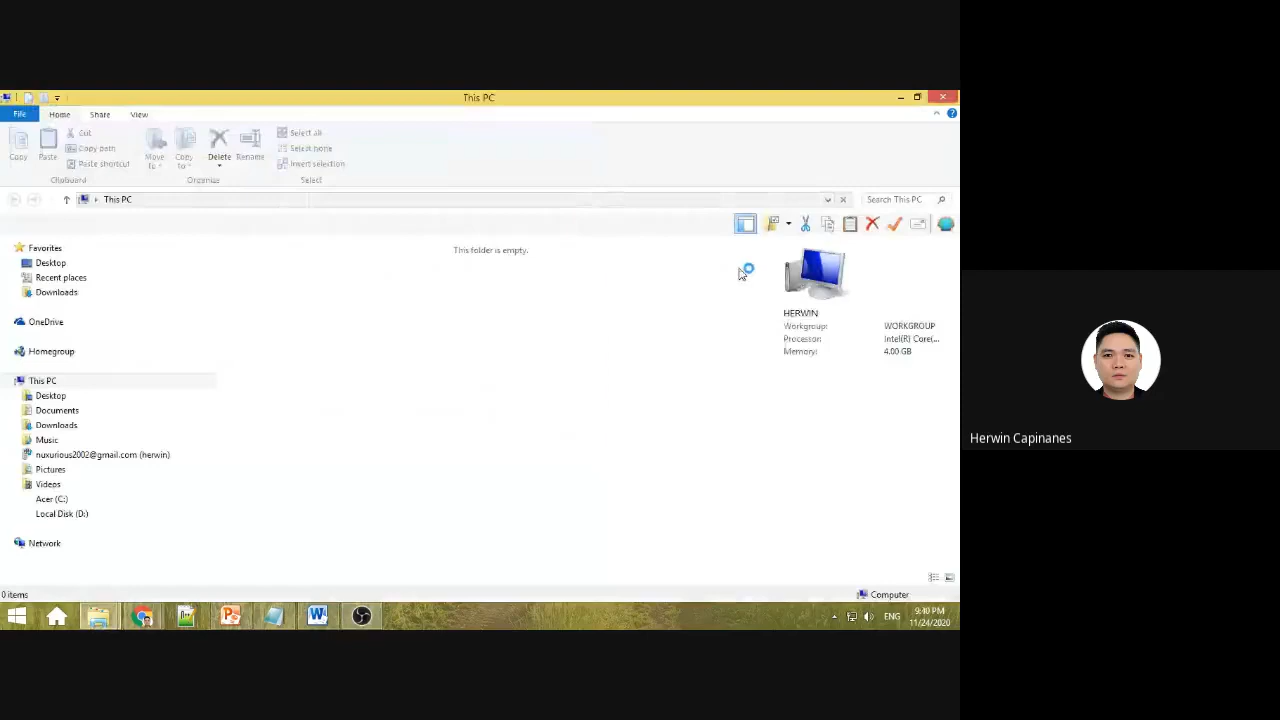 This PC
File Home Share View
Copy
Paste
Cut
Copy path
Paste shortcut
Move To
Copy To
Delete
Rename
Select all
Select none
Invert selection
Clipboard Organize Select
This PC
Search This PC
This folder is empty.
HERWIN
Workgroup: WORKGROUP
Processor: Intel(R) Core(...
Memory: 4.00 GB
Favorites
Desktop
Recent places
Downloads
OneDrive
Homegroup
This PC
Desktop
Documents
Downloads
Music
nuxurious2002@gmail.com (herwin)
Pictures
Videos
Acer (C:)
Local Disk (D:)
Network
0 items
Computer
ENG
9:40 PM
11/24/2020
Herwin Capinanes